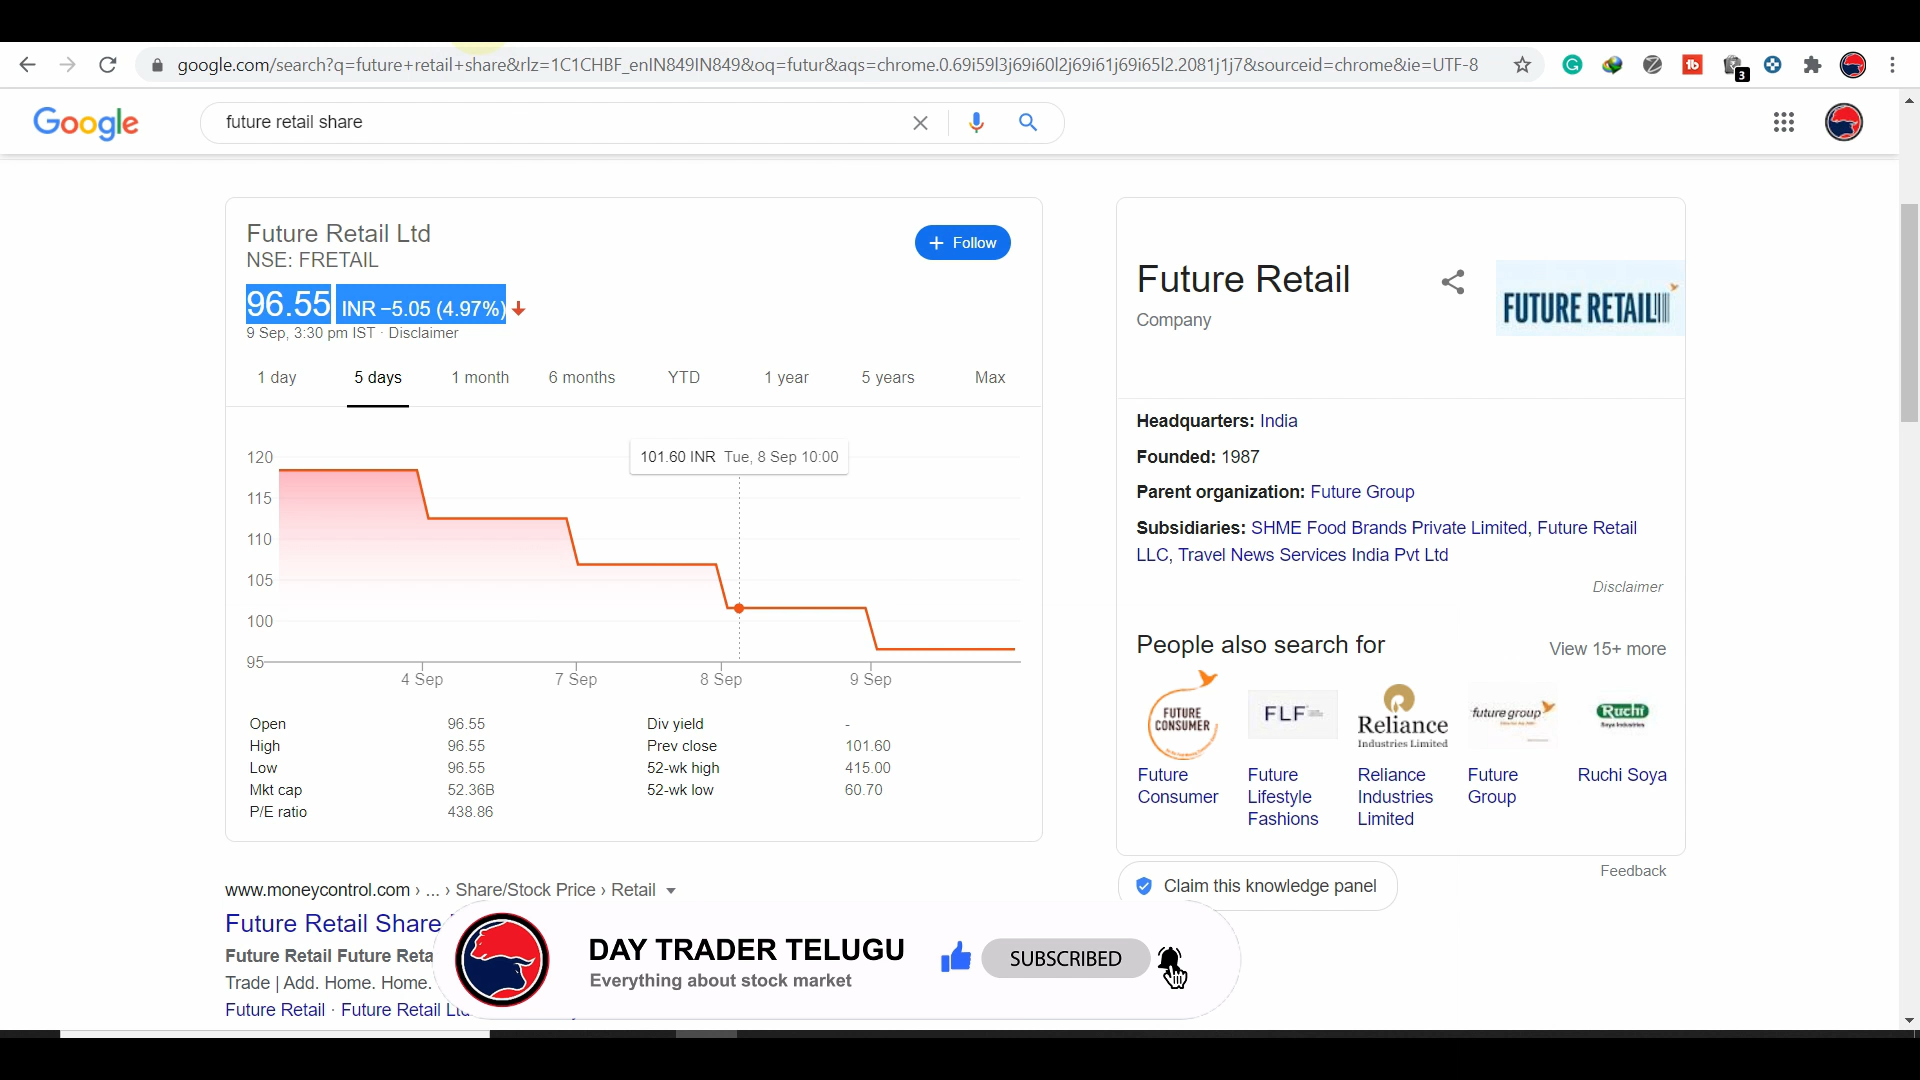 google.com/search?q=future+retail+share&rlz=1C1CHBF_enIN849IN849&oq=futur&aqs=chrome.0.69i59l3j69i60l2j69i61j69i65l2.2081j1j7&sourceid=chrome&ie=UTF-8
3
Google
future retail share
Future Retail Ltd
NSE: FRETAIL
+ Follow
96.55 INR −5.05 (4.97%)
9 Sep, 3:30 pm IST · Disclaimer
1 day 5 days 1 month 6 months YTD 1 year 5 years Max
101.60 INR Tue, 8 Sep 10:00
120
115
110
105
100
95
4 Sep 7 Sep 8 Sep 9 Sep
Open 96.55 Div yield -
High 96.55 Prev close 101.60
Low 96.55 52-wk high 415.00
Mkt cap 52.36B 52-wk low 60.70
P/E ratio 438.86
Future Retail
Company
FUTURE RETAIL
Headquarters: India
Founded: 1987
Parent organization: Future Group
Subsidiaries: SHME Food Brands Private Limited, Future Retail
LLC, Travel News Services India Pvt Ltd
Disclaimer
People also search for
View 15+ more
FUTURE
CONSUMER
FLF
Reliance
Industries Limited
future group
Ruchi
Future Consumer
Future Lifestyle Fashions
Reliance Industries Limited
Future Group
Ruchi Soya
Feedback
Claim this knowledge panel
www.moneycontrol.com › ... › Share/Stock Price › Retail
Future Retail Share
Future Retail Future Reta
Trade | Add. Home. Home.
Future Retail · Future Retail
DAY TRADER TELUGU
Everything about stock market
SUBSCRIBED